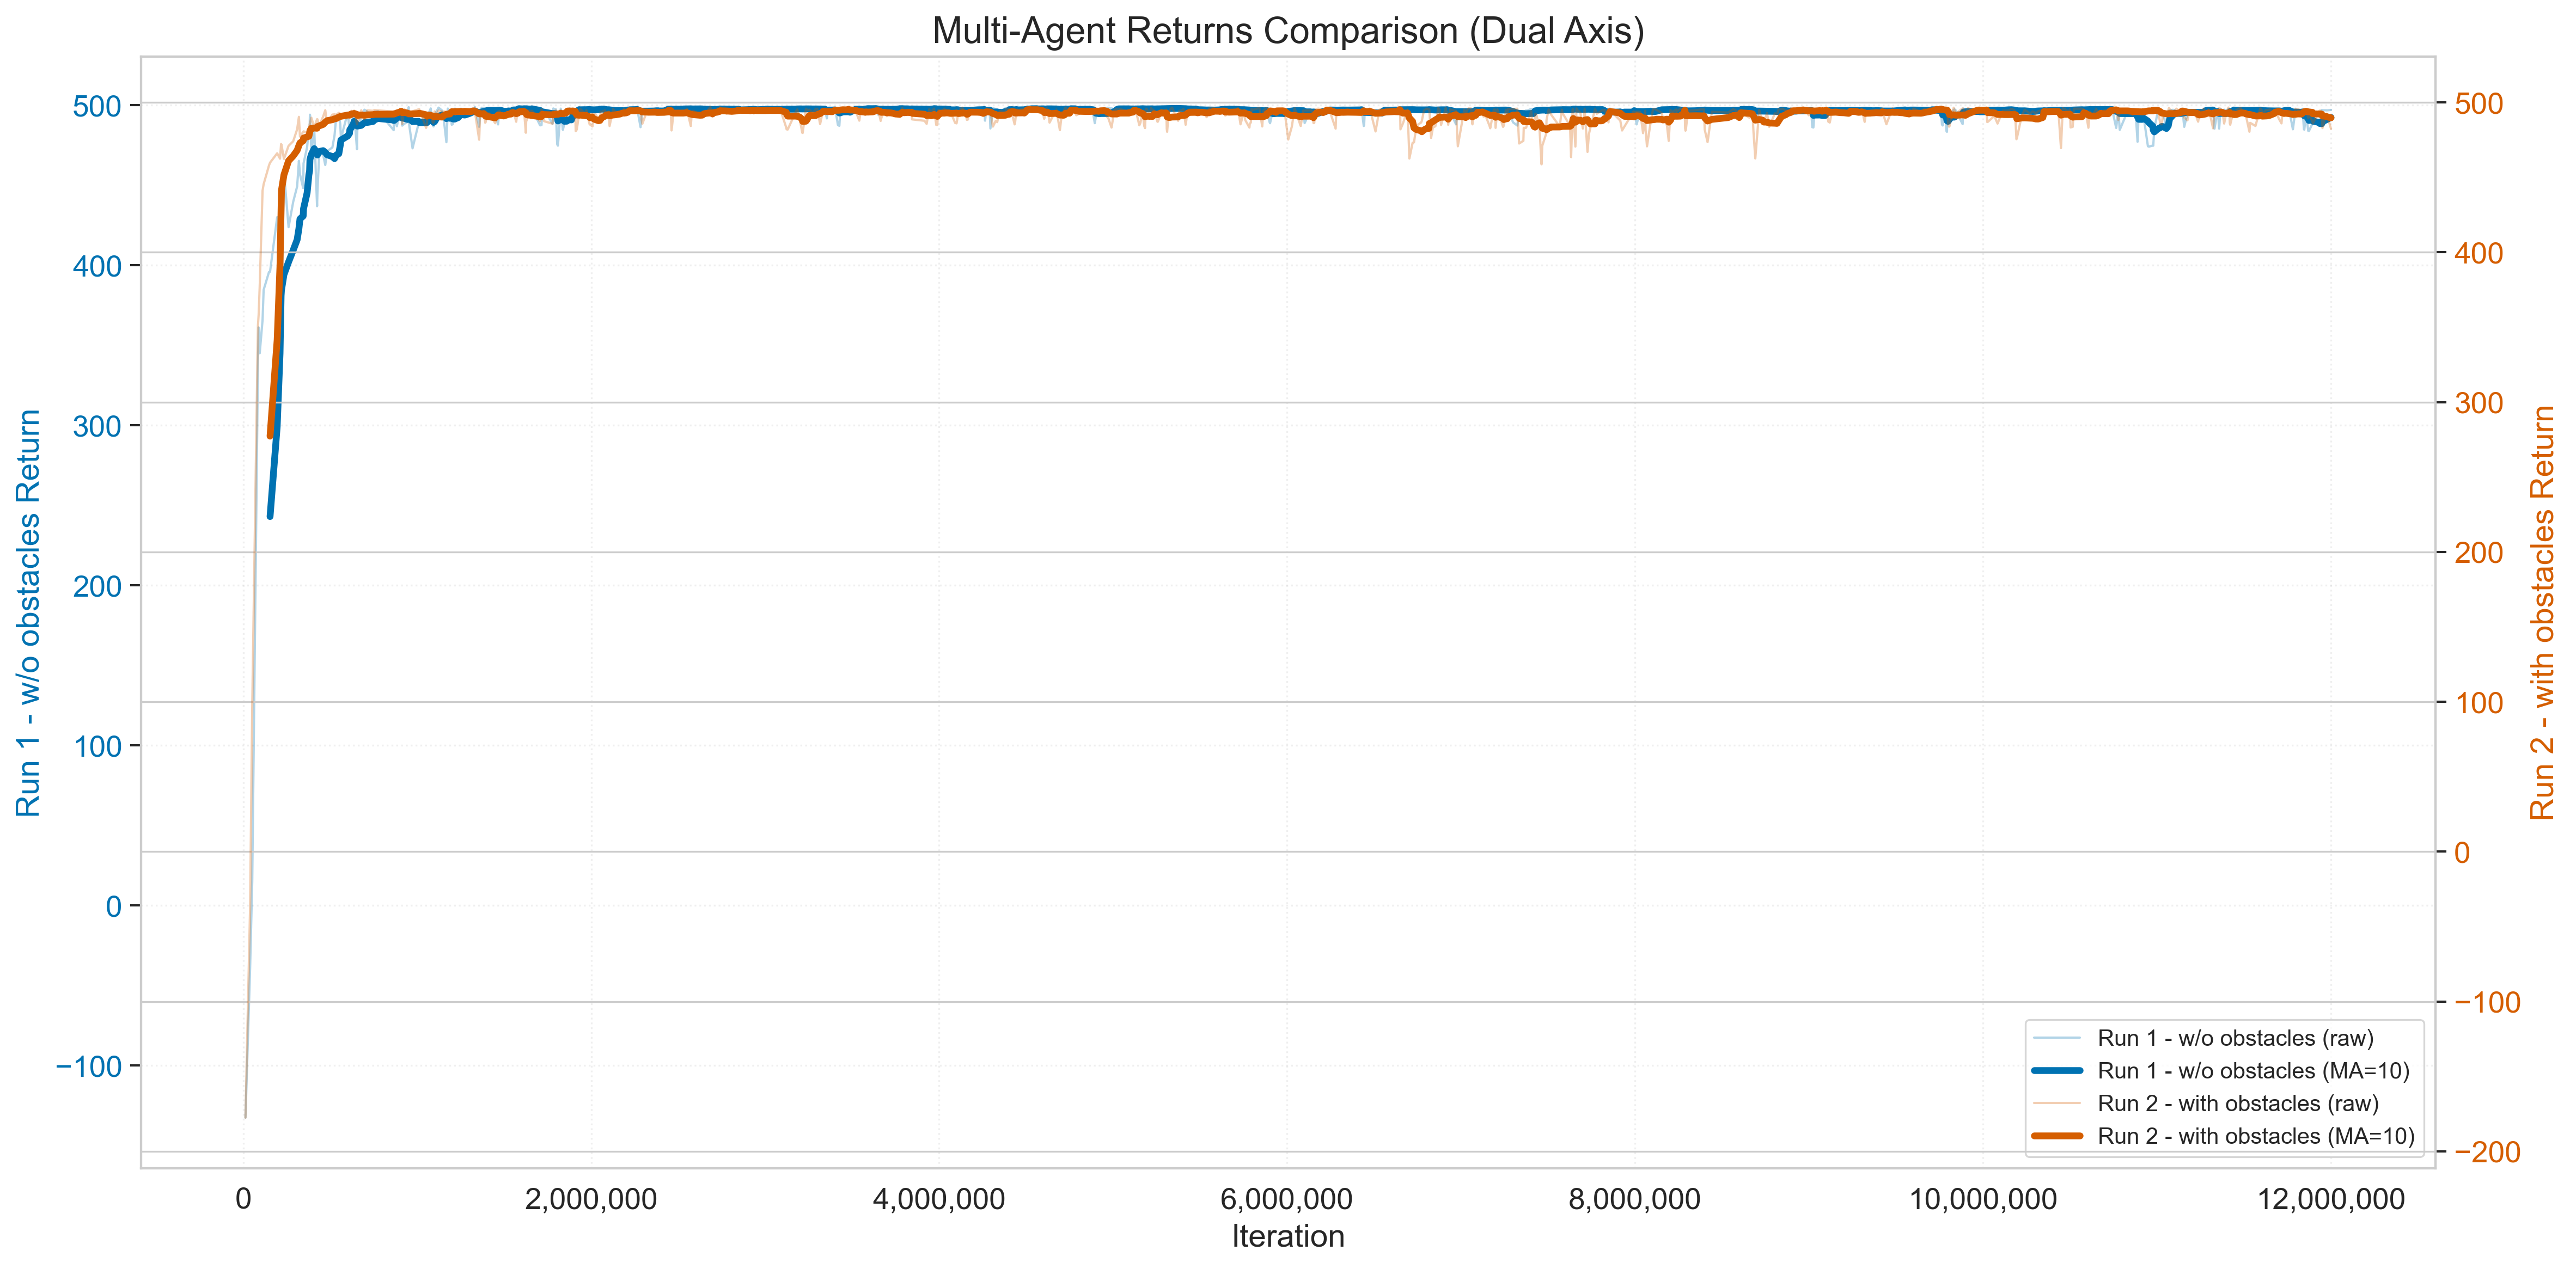 Multi-Agent Returns Comparison (Dual Axis)
Run 1 - w/o obstacles Return
500
400
300
200
100
0
−100
500
400
300
200
100
0
−100
−200
Run 2 - with obstacles Return
Run 1 - w/o obstacles (raw)
Run 1 - w/o obstacles (MA=10)
Run 2 - with obstacles (raw)
Run 2 - with obstacles (MA=10)
0 2,000,000 4,000,000 6,000,000 8,000,000 10,000,000 12,000,000
Iteration